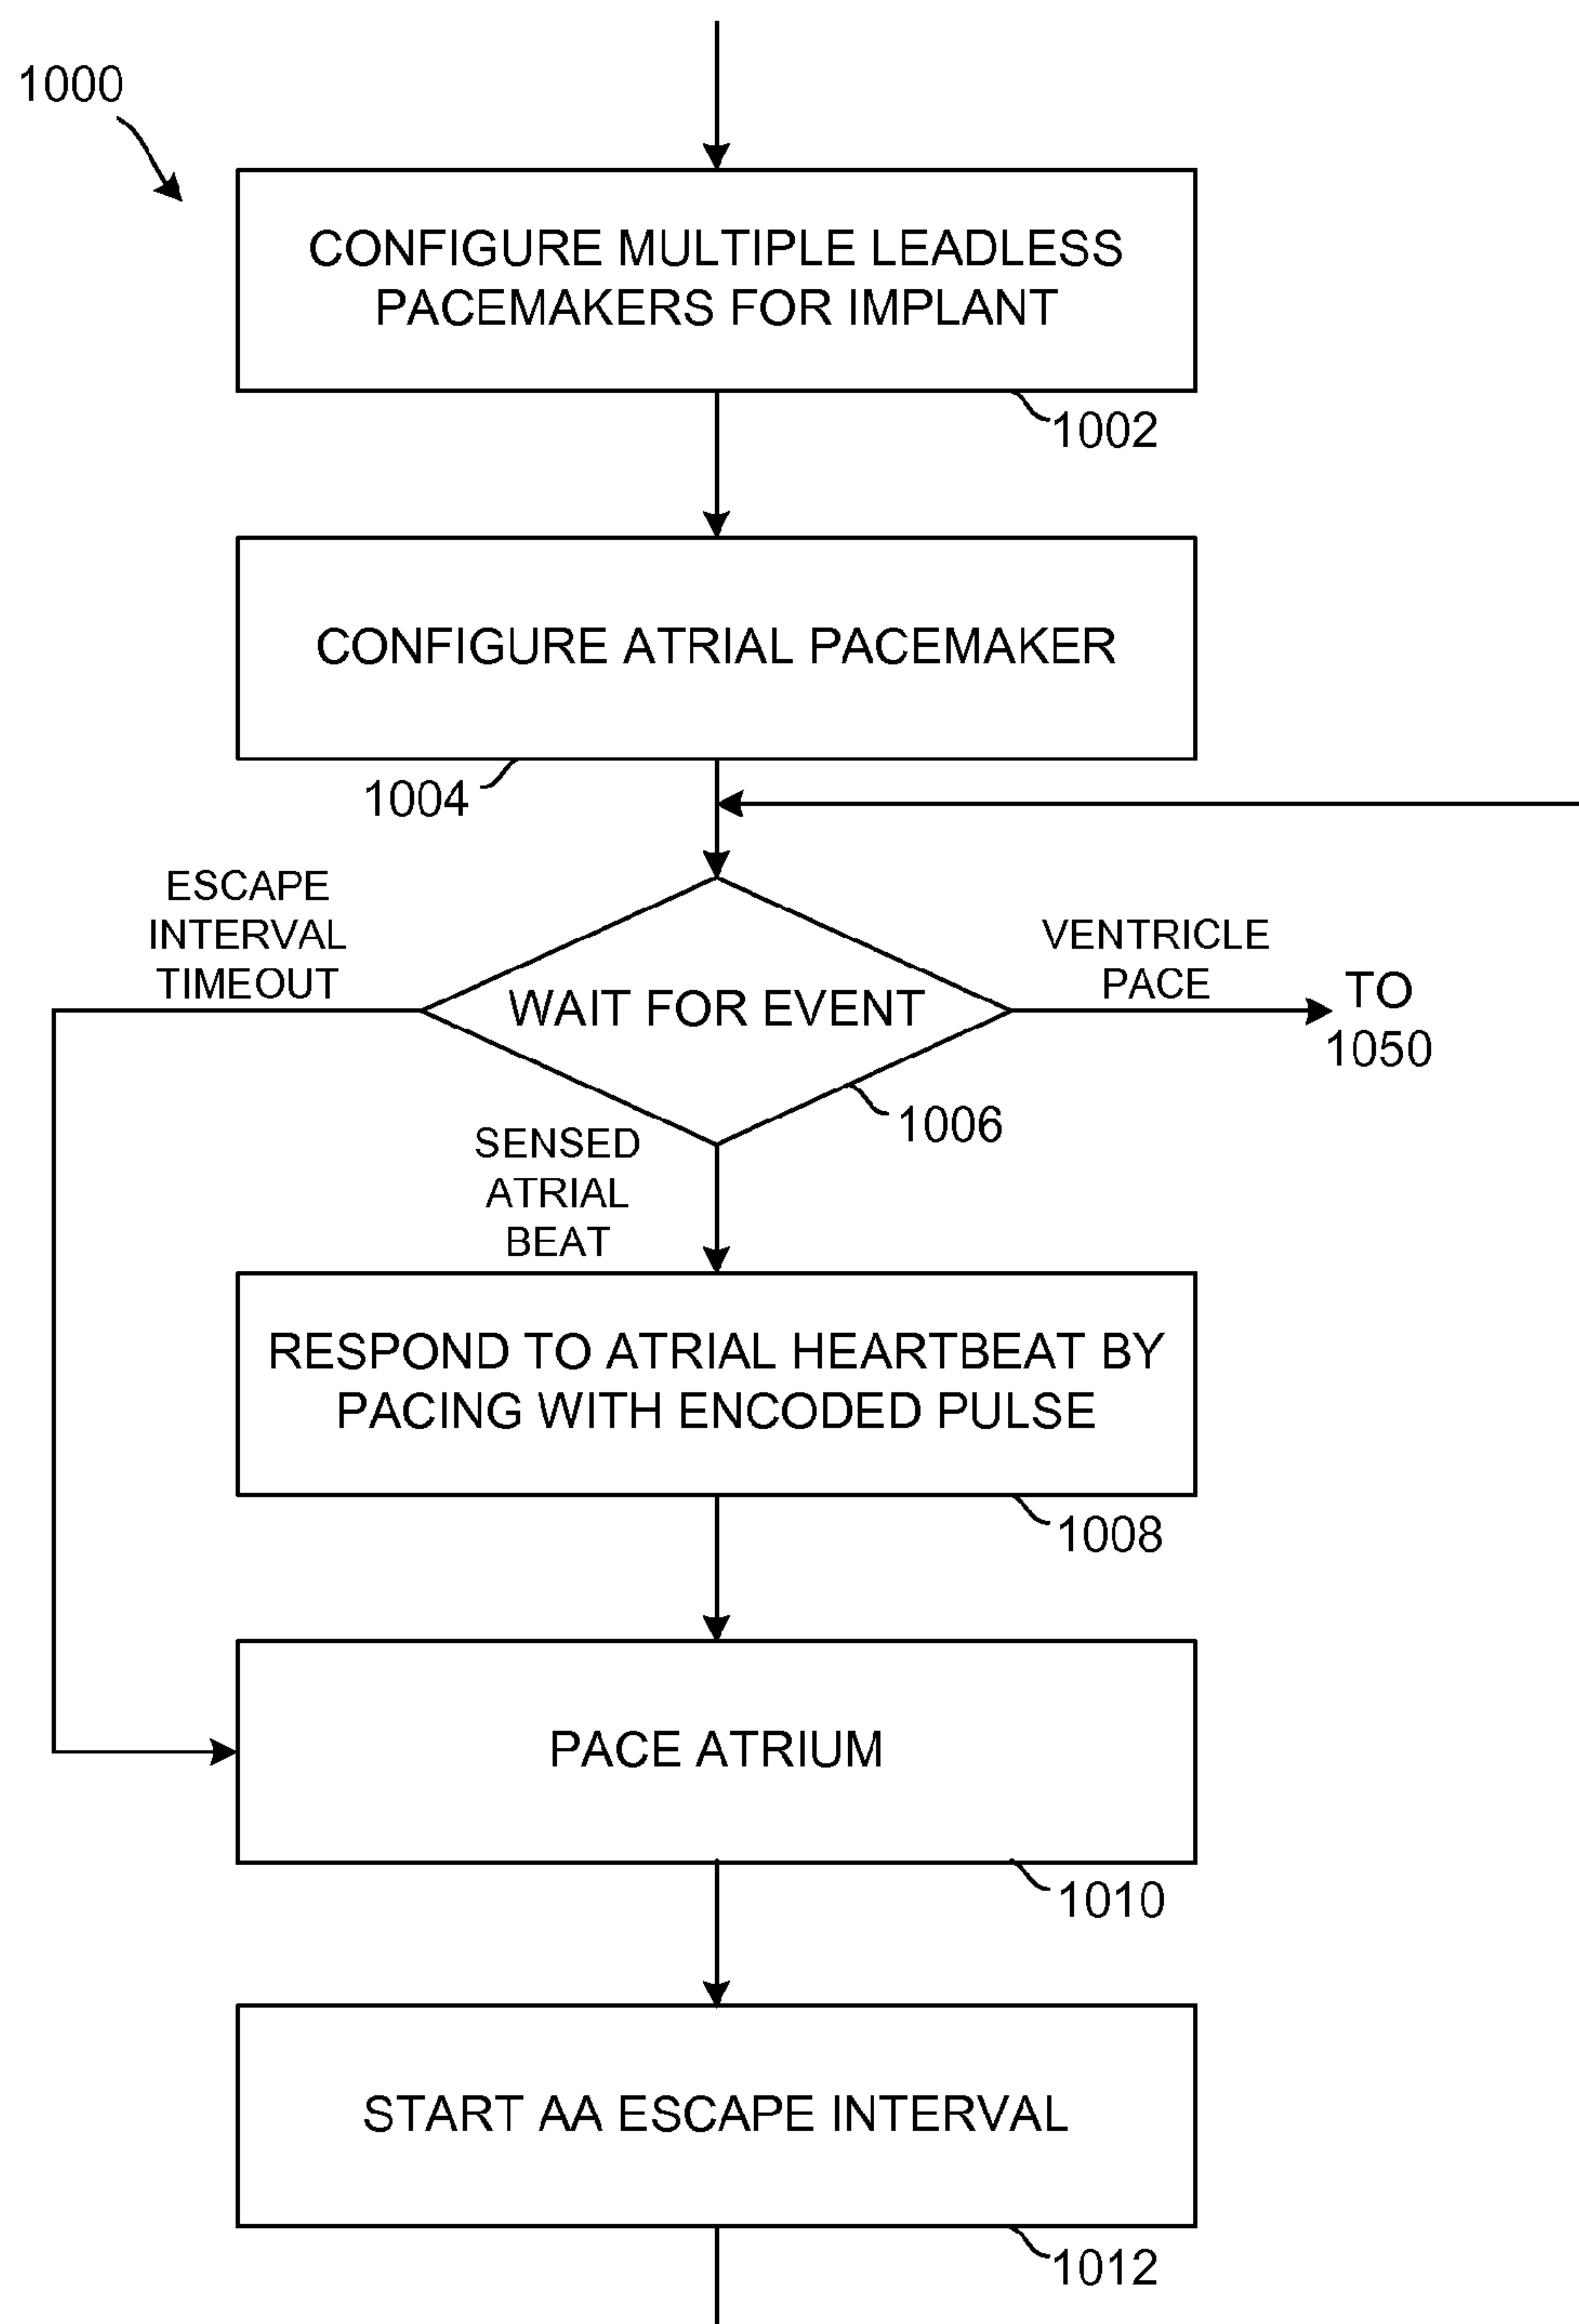 1000
CONFIGURE MULTIPLE LEADLESS
PACEMAKERS FOR IMPLANT
1002
CONFIGURE ATRIAL PACEMAKER
1004
ESCAPE
INTERVAL
TIMEOUT
WAIT FOR EVENT
VENTRICLE
PACE
TO
1050
1006
SENSED
ATRIAL
BEAT
RESPOND TO ATRIAL HEARTBEAT BY
PACING WITH ENCODED PULSE
1008
PACE ATRIUM
1010
START AA ESCAPE INTERVAL
1012